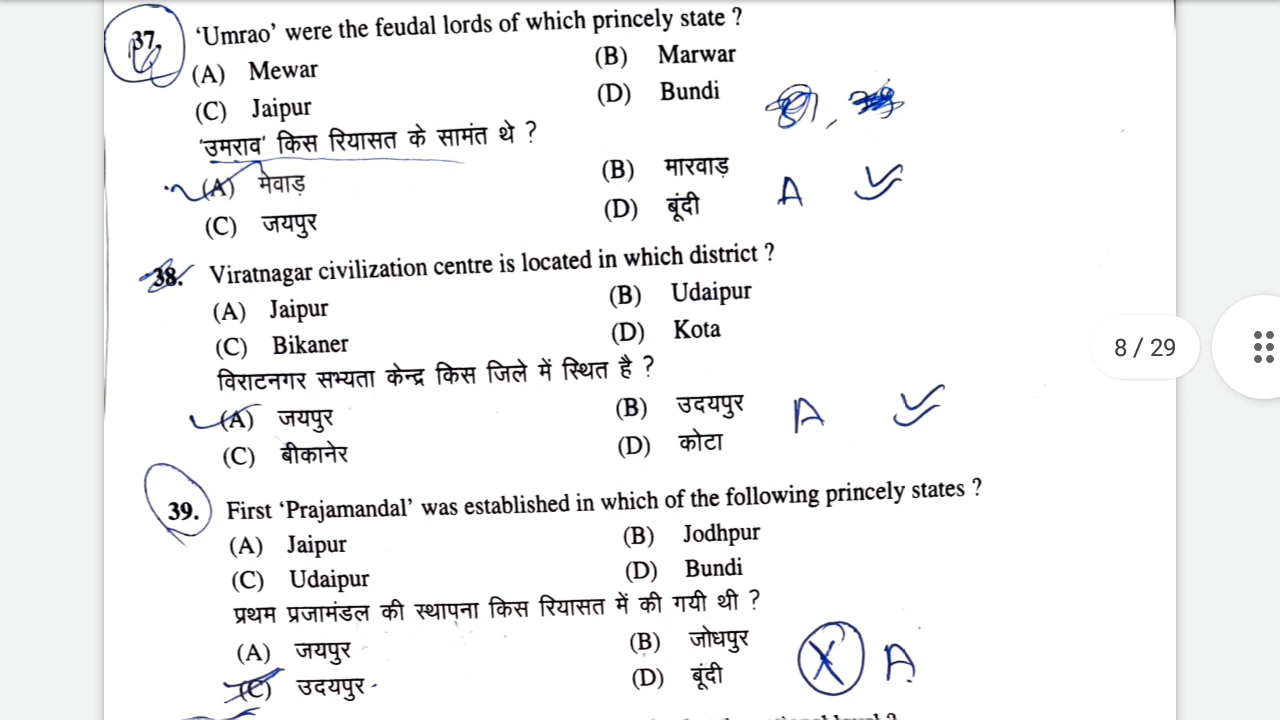 37. 'Umrao' were the feudal lords of which princely state ?
(A) Mewar (B) Marwar
(C) Jaipur (D) Bundi
'उमराव' किस रियासत के सामंत थे ?
(A) मेवाड़ (B) मारवाड़ A
(C) जयपुर (D) बूंदी
38. Viratnagar civilization centre is located in which district ?
(A) Jaipur (B) Udaipur
(C) Bikaner (D) Kota
8 / 29
विराटनगर सभ्यता केन्द्र किस जिले में स्थित है ?
(A) जयपुर (B) उदयपुर A
(C) बीकानेर (D) कोटा
39. First 'Prajamandal' was established in which of the following princely states ?
(A) Jaipur (B) Jodhpur
(C) Udaipur (D) Bundi
प्रथम प्रजामंडल की स्थापना किस रियासत में की गयी थी ?
(A) जयपुर (B) जोधपुर X A
(C) उदयपुर (D) बूंदी